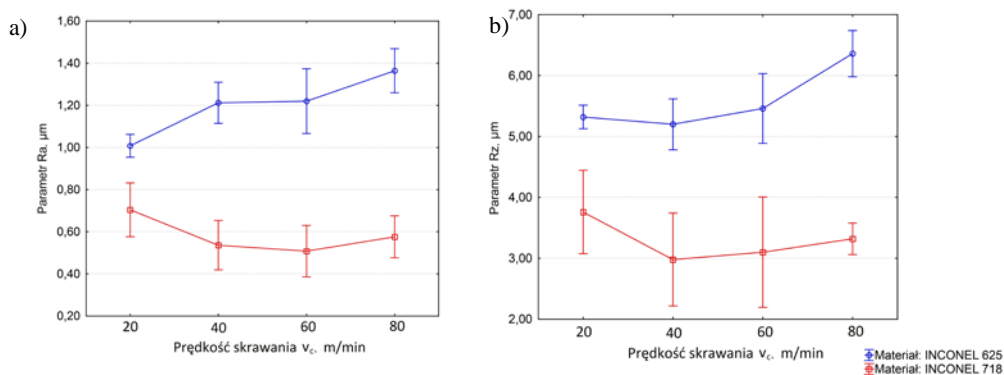 a)
1,60
1,40
1,20
1,00
0,80
0,60
0,40
0,20
Parametr Ra. µm
20 40 60 80
Prędkość skrawania vc. m/min
b)
7,00
6,00
5,00
4,00
3,00
2,00
Parametr Rz. µm
20 40 60 80
Prędkość skrawania vc. m/min
Materiał: INCONEL 625
Materiał: INCONEL 718